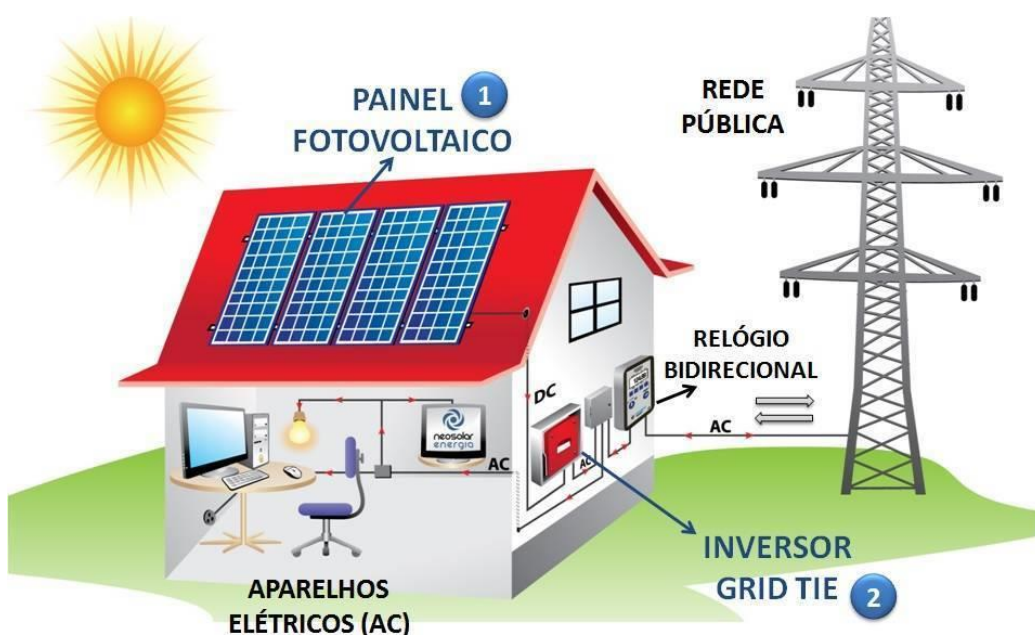 PAINEL 1
FOTOVOLTAICO
REDE
PÚBLICA
RELÓGIO
BIDIRECIONAL
DC
neosolar
energia
AC
AC
AC
INVERSOR
GRID TIE 2
APARELHOS
ELÉTRICOS (AC)